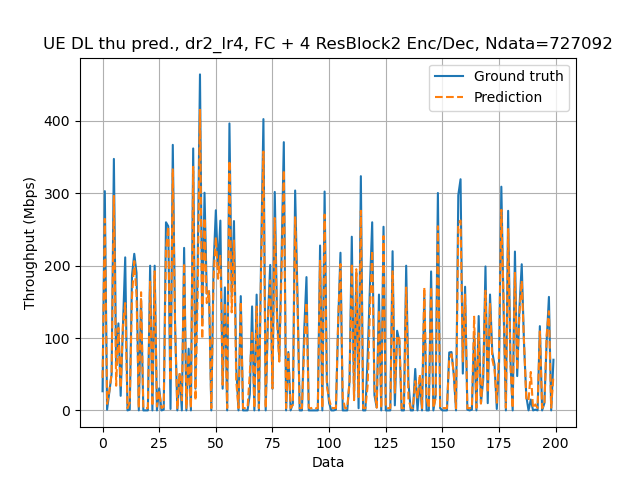 UE DL thu pred., dr2_lr4, FC + 4 ResBlock2 Enc/Dec, Ndata=727092
Ground truth
Prediction
Throughput (Mbps)
400
300
200
100
0
0 25 50 75 100 125 150 175 200
Data